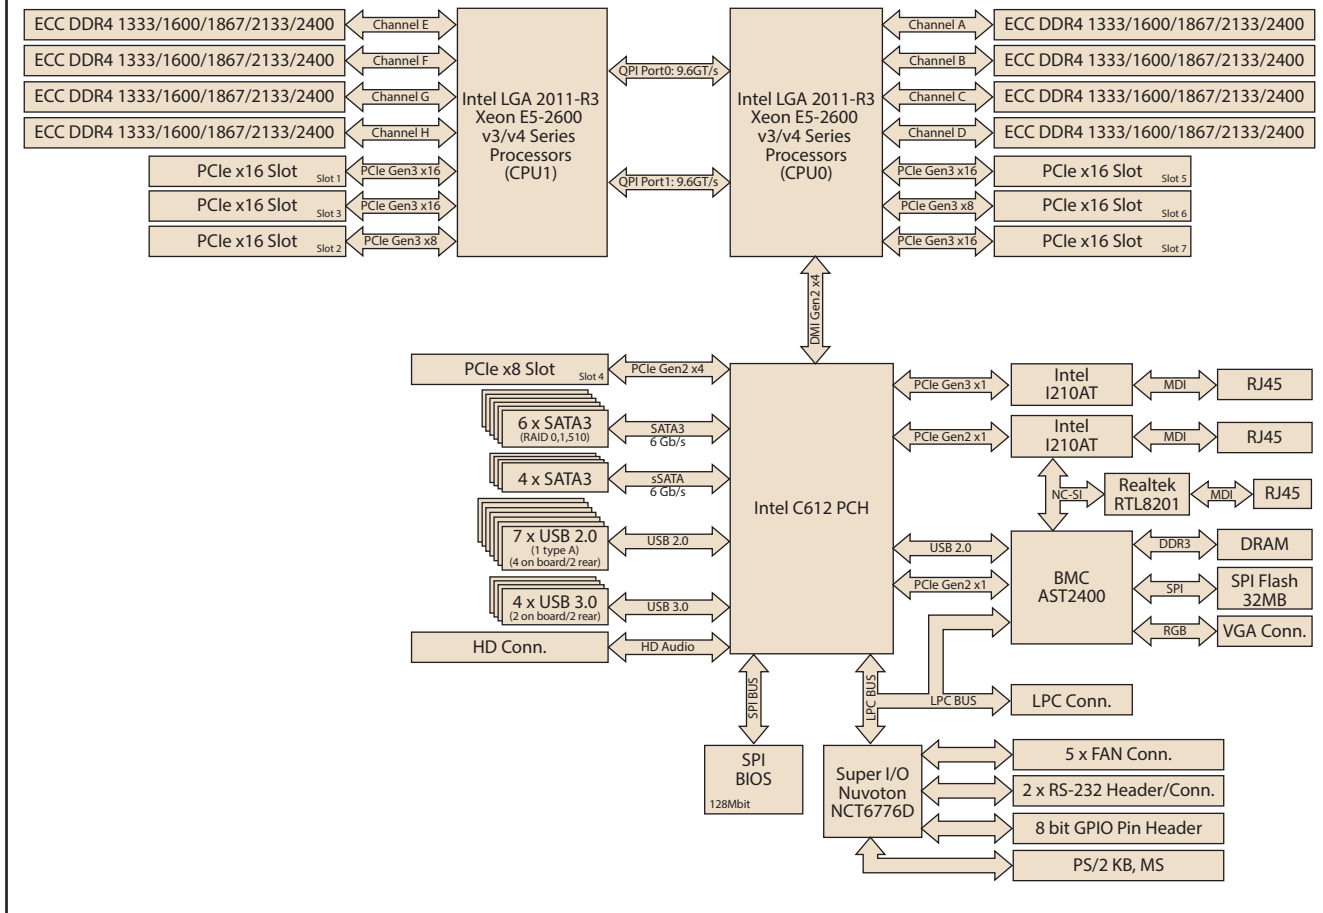 ECC DDR4 1333/1600/1867/2133/2400
Channel E
Channel A
ECC DDR4 1333/1600/1867/2133/2400
ECC DDR4 1333/1600/1867/2133/2400
Channel F
Channel B
ECC DDR4 1333/1600/1867/2133/2400
ECC DDR4 1333/1600/1867/2133/2400
Channel G
Channel C
ECC DDR4 1333/1600/1867/2133/2400
ECC DDR4 1333/1600/1867/2133/2400
Channel H
Channel D
ECC DDR4 1333/1600/1867/2133/2400
Intel LGA 2011-R3
Xeon E5-2600
v3/v4 Series
Processors
(CPU1)
QPI Port0: 9.6GT/s
QPI Port1: 9.6GT/s
Intel LGA 2011-R3
Xeon E5-2600
v3/v4 Series
Processors
(CPU0)
PCIe x16 Slot
Slot 1
PCIe Gen3 x16
PCIe Gen3 x16
PCIe x16 Slot
Slot 5
PCIe x16 Slot
Slot 3
PCIe Gen3 x16
PCIe Gen3 x8
PCIe x16 Slot
Slot 6
PCIe x16 Slot
Slot 2
PCIe Gen3 x8
PCIe Gen3 x16
PCIe x16 Slot
Slot 7
DMI Gen2 x4
PCIe x8 Slot
Slot 4
PCIe Gen2 x4
6 x SATA3
(RAID 0,1,510)
SATA3
6 Gb/s
4 x SATA3
sSATA
6 Gb/s
7 x USB 2.0
(1 type A)
(4 on board/2 rear)
USB 2.0
4 x USB 3.0
(2 on board/2 rear)
USB 3.0
HD Conn.
HD Audio
Intel C612 PCH
PCIe Gen3 x1
Intel
I210AT
MDI
RJ45
PCIe Gen2 x1
Intel
I210AT
MDI
RJ45
NC-SI
Realtek
RTL8201
MDI
RJ45
USB 2.0
PCIe Gen2 x1
BMC
AST2400
DDR3
DRAM
SPI
SPI Flash
32MB
RGB
VGA Conn.
SPI BUS
LPC BUS
LPC BUS
LPC Conn.
SPI
BIOS
128Mbit
Super I/O
Nuvoton
NCT6776D
5 x FAN Conn.
2 x RS-232 Header/Conn.
8 bit GPIO Pin Header
PS/2 KB, MS